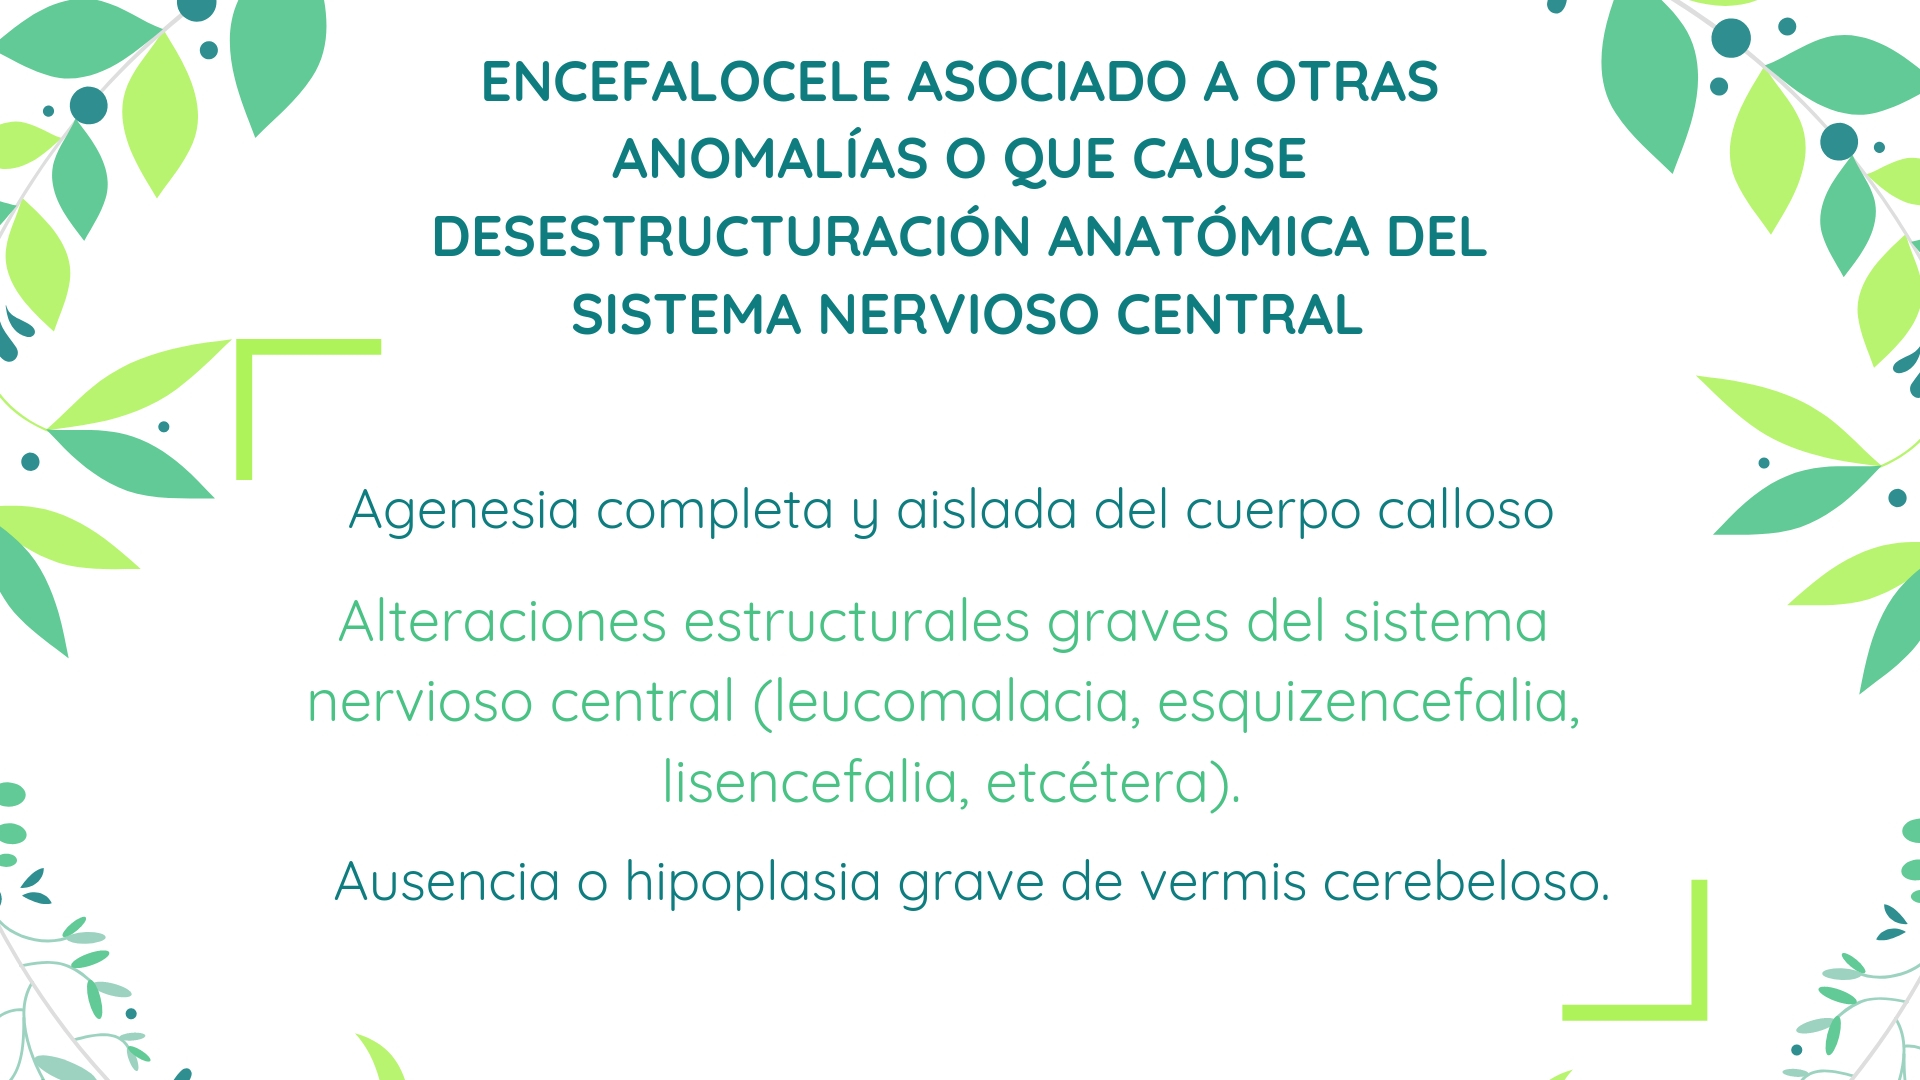 ENCEFALOCELE ASOCIADO A OTRAS
ANOMALÍAS O QUE CAUSE
DESESTRUCTURACIÓN ANATÓMICA DEL
SISTEMA NERVIOSO CENTRAL
Agenesia completa y aislada del cuerpo calloso
Alteraciones estructurales graves del sistema
nervioso central (leucomalacia, esquizencefalia,
lisencefalia, etcétera).
Ausencia o hipoplasia grave de vermis cerebeloso.